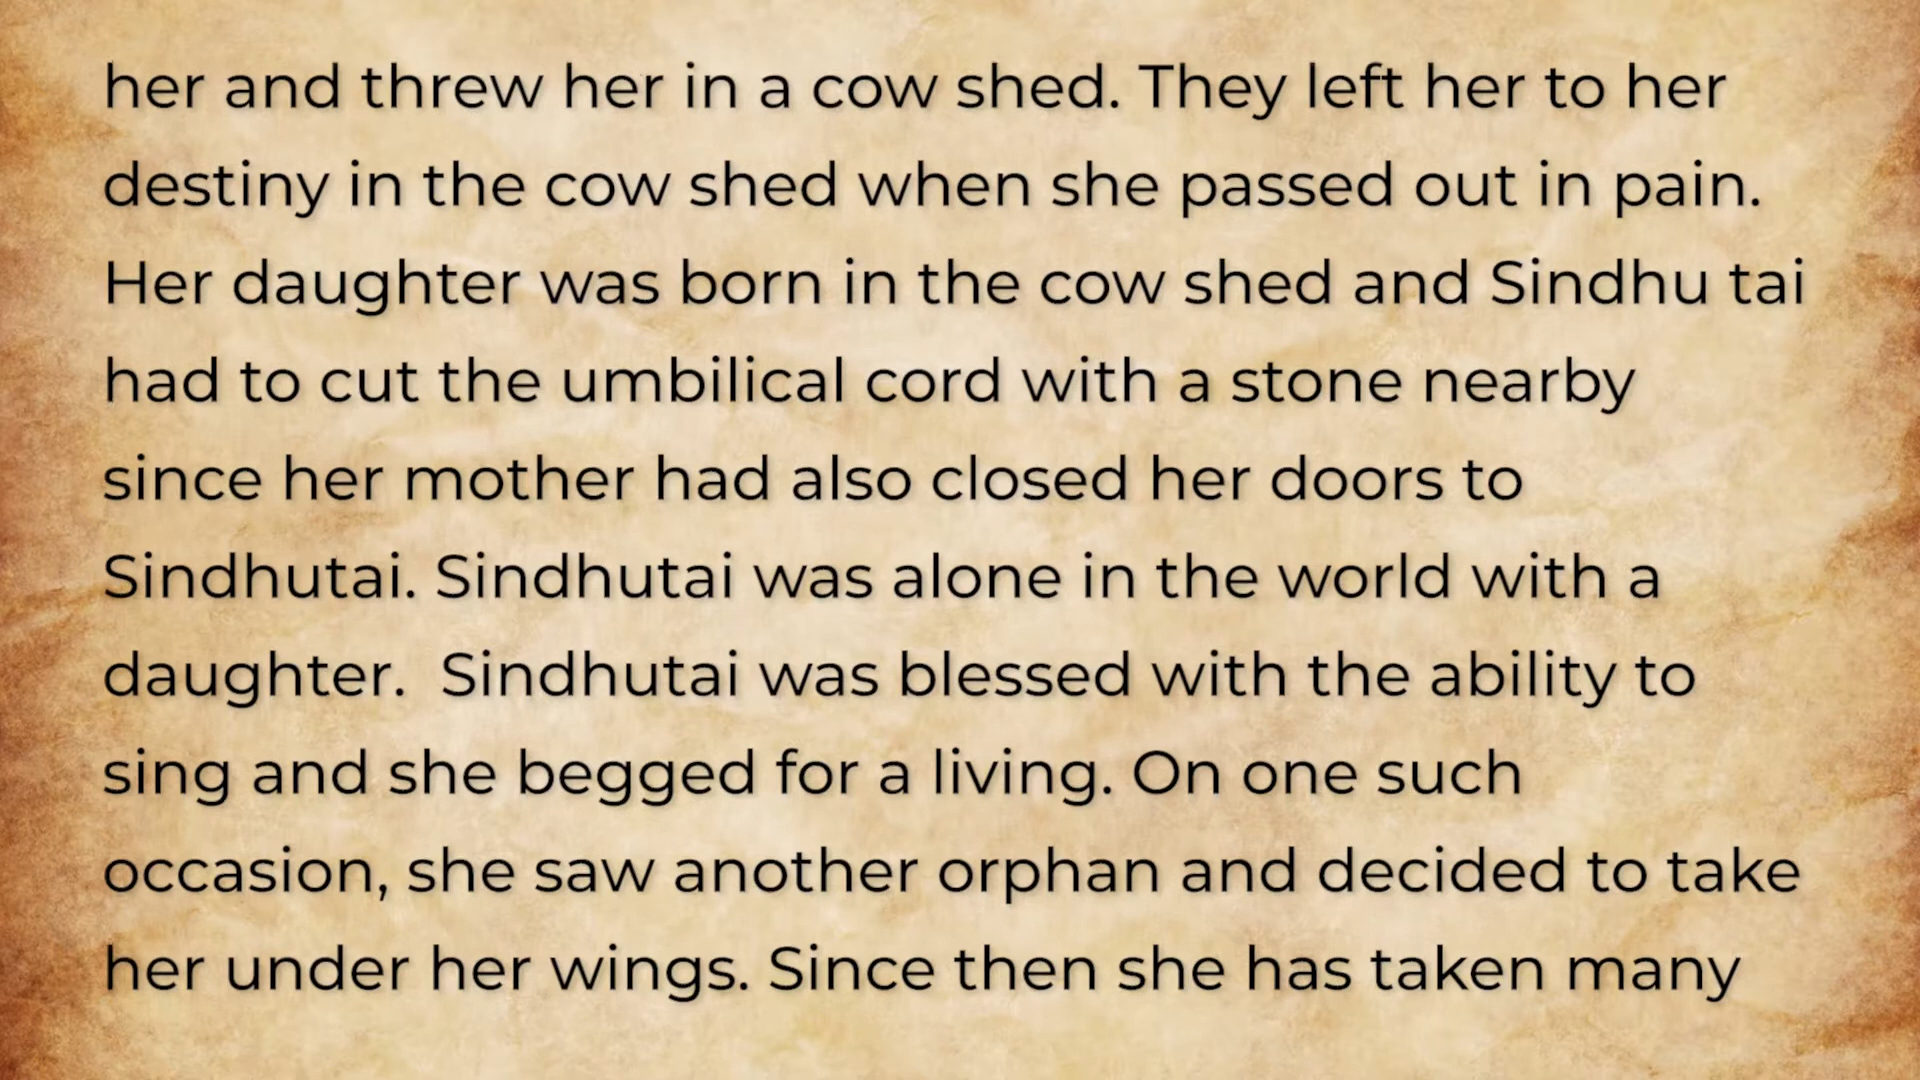 her and threw her in a cow shed. They left her to her
destiny in the cow shed when she passed out in pain.
Her daughter was born in the cow shed and Sindhu tai
had to cut the umbilical cord with a stone nearby
since her mother had also closed her doors to
Sindhutai. Sindhutai was alone in the world with a
daughter.  Sindhutai was blessed with the ability to
sing and she begged for a living. On one such
occasion, she saw another orphan and decided to take
her under her wings. Since then she has taken many